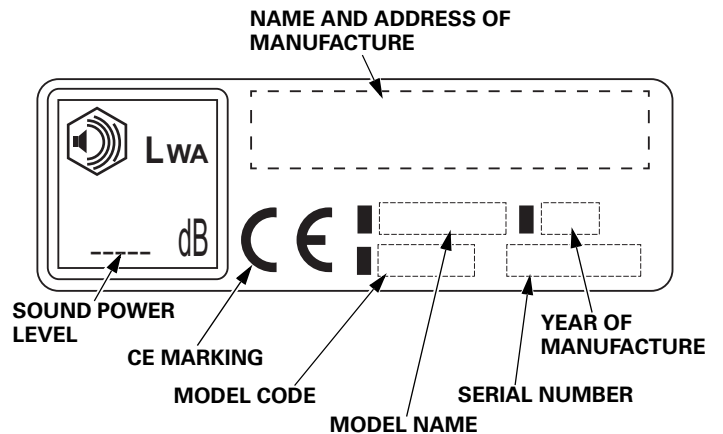 NAME AND ADDRESS OF
MANUFACTURE
LWA
dB
CE
SOUND POWER
LEVEL
CE MARKING
YEAR OF
MANUFACTURE
MODEL CODE
SERIAL NUMBER
MODEL NAME